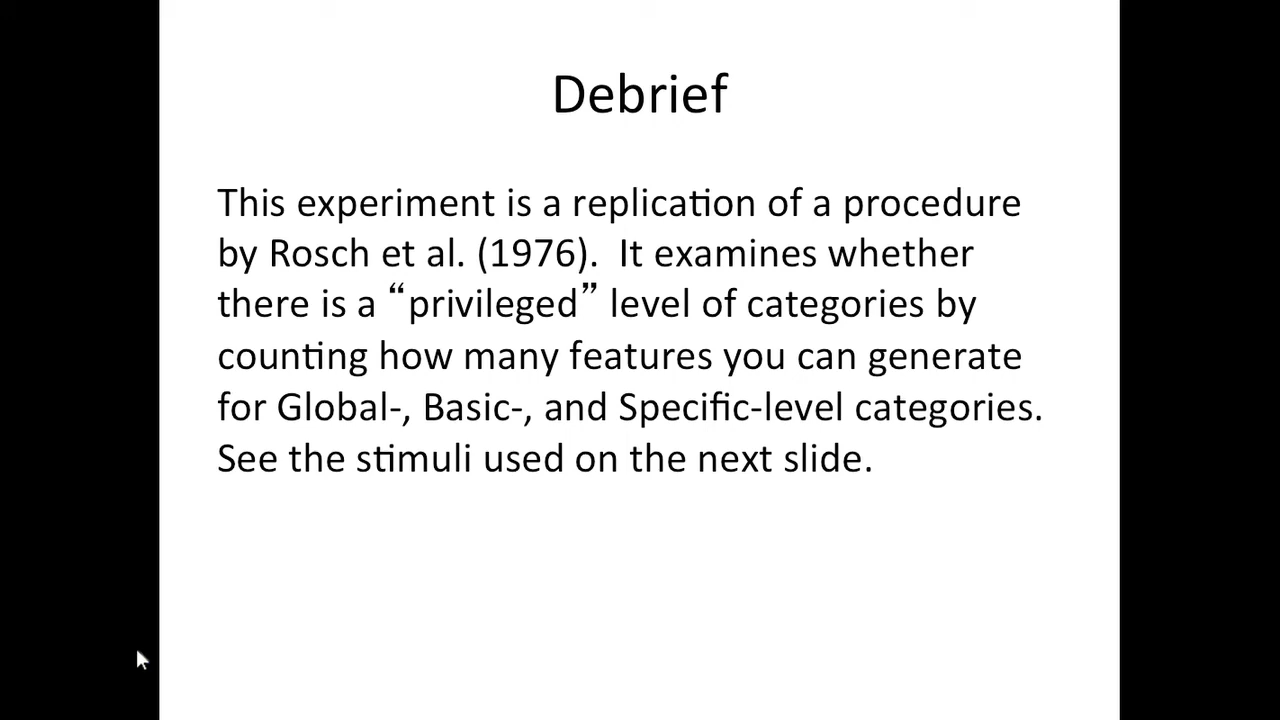 Debrief
This experiment is a replication of a procedure
by Rosch et al. (1976).  It examines whether
there is a “privileged” level of categories by
counting how many features you can generate
for Global-, Basic-, and Specific-level categories.
See the stimuli used on the next slide.